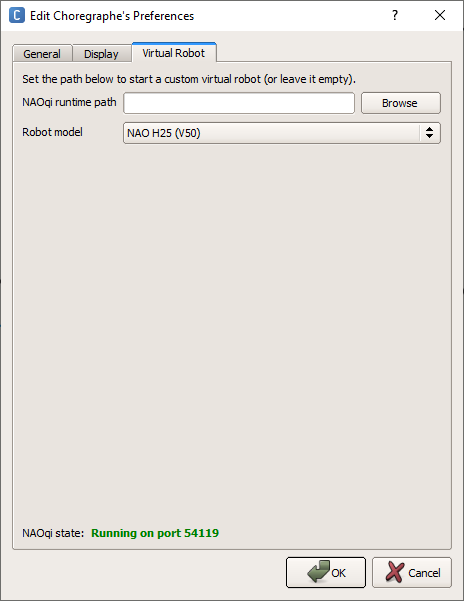 C Edit Choregraphe's Preferences ?
General Display Virtual Robot
Set the path below to start a custom virtual robot (or leave it empty).
NAOqi runtime path Browse
Robot model NAO H25 (V50)
NAOqi state: Running on port 54119
OK Cancel